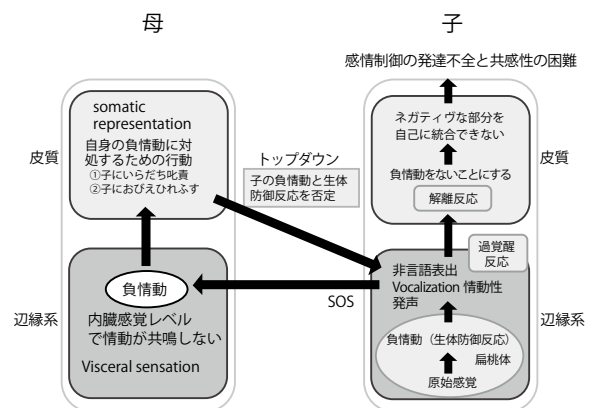 母
子
感情制御の発達不全と共感性の困難
somatic
representation
自身の負情動に対
処するための行動
①子にいらだち叱責
②子におびえひれふす
皮質
トップダウン
子の負情動と生体
防御反応を否定
ネガティヴな部分を
自己に統合できない
負情動をないことにする
解離反応
皮質
過覚醒
反応
負情動
内臓感覚レベル
で情動が共鳴しない
Visceral sensation
辺縁系
SOS
非言語表出
Vocalization 情動性
発声
負情動（生体防御反応）
扁桃体
原始感覚
辺縁系